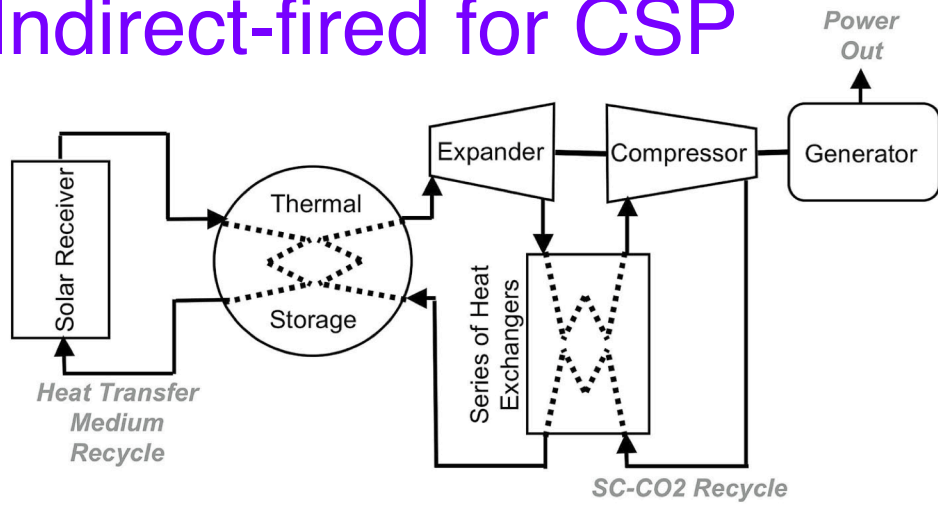 Indirect-fired for CSP
Power
Out
Expander
Compressor
Generator
Solar Receiver
Thermal
Storage
Series of Heat
Exchangers
Heat Transfer
Medium
Recycle
SC-CO2 Recycle